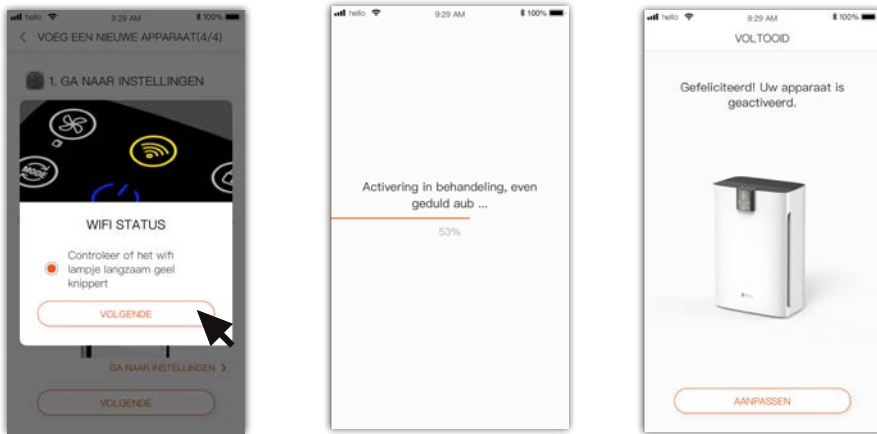 hello 9:29 AM 100%
VOEG EEN NIEUWE APPARAAT(4/4)
1. GA NAAR INSTELLINGEN
MODE
WIFI STATUS
Controleer of het wifi
lampje langzaam geel
knippert
VOLGENDE
GA NAAR INSTELLINGEN >
VOLGENDE
hello 9:29 AM 100%
Activering in behandeling, even
geduld aub ...
53%
hello 9:29 AM 100%
VOLTOOID
Gefeliciteerd! Uw apparaat is
geactiveerd.
AANPASSEN